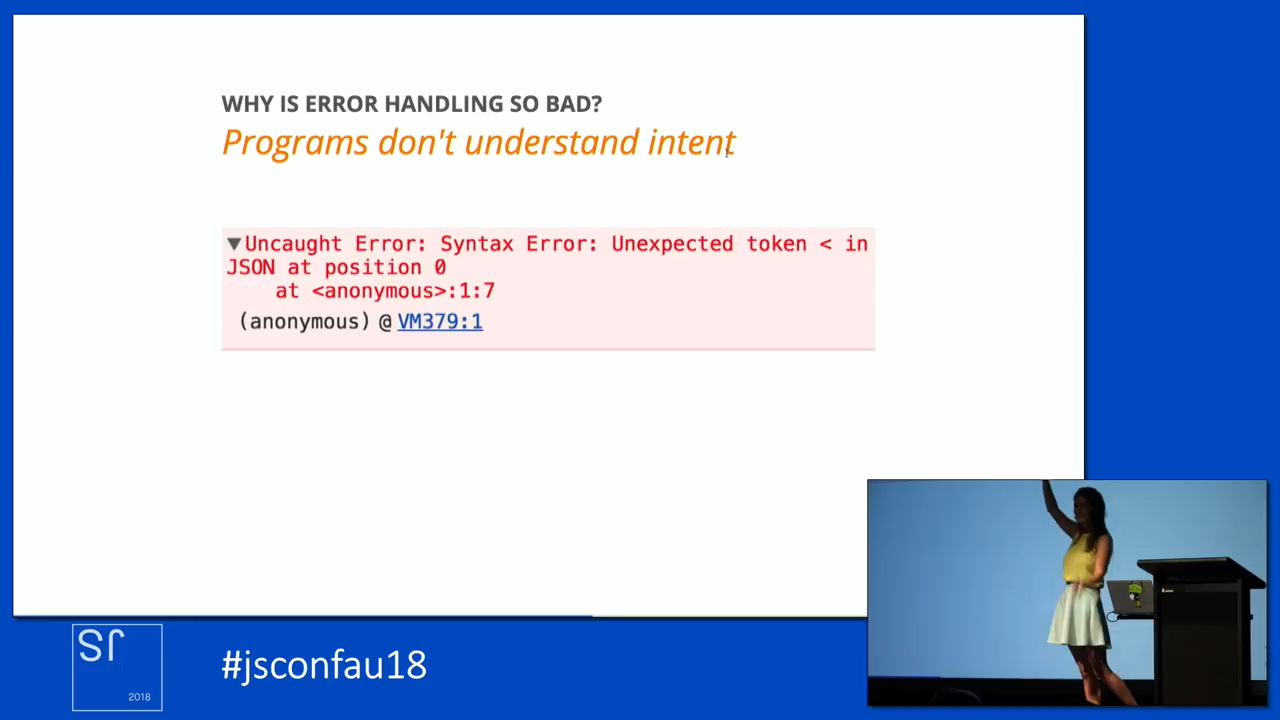 WHY IS ERROR HANDLING SO BAD?
Programs don't understand intent
▼Uncaught Error: Syntax Error: Unexpected token < in
JSON at position 0
at <anonymous>:1:7
(anonymous) @ VM379:1
2018
#jsconfau18